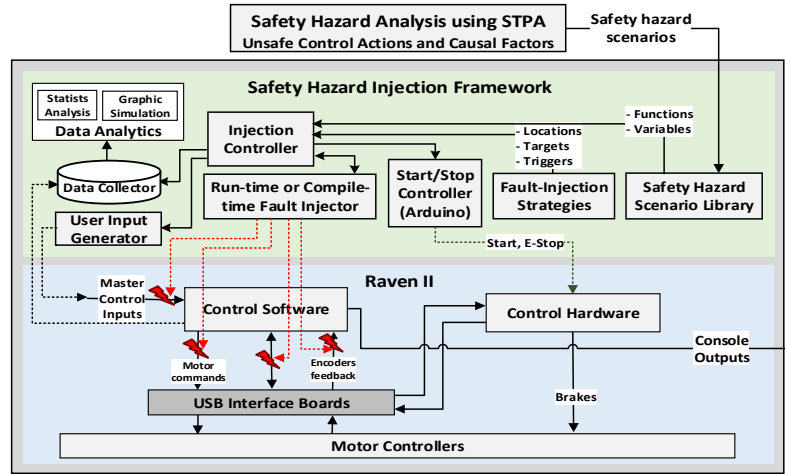 Safety Hazard Analysis using STPA
Unsafe Control Actions and Causal Factors
Safety hazard
scenarios
Safety Hazard Injection Framework
Statists
Analysis
Graphic
Simulation
Data Analytics
Injection
Controller
- Functions
- Variables
- Locations
- Targets
- Triggers
Data Collector
Run-time or Compile-
time Fault Injector
Start/Stop
Controller
(Arduino)
Fault-Injection
Strategies
Safety Hazard
Scenario Library
User Input
Generator
Start, E-Stop
Raven II
Master
Control
Inputs
Control Software
Control Hardware
Console
Outputs
Motor
commands
Encoders
feedback
USB Interface Boards
Brakes
Motor Controllers